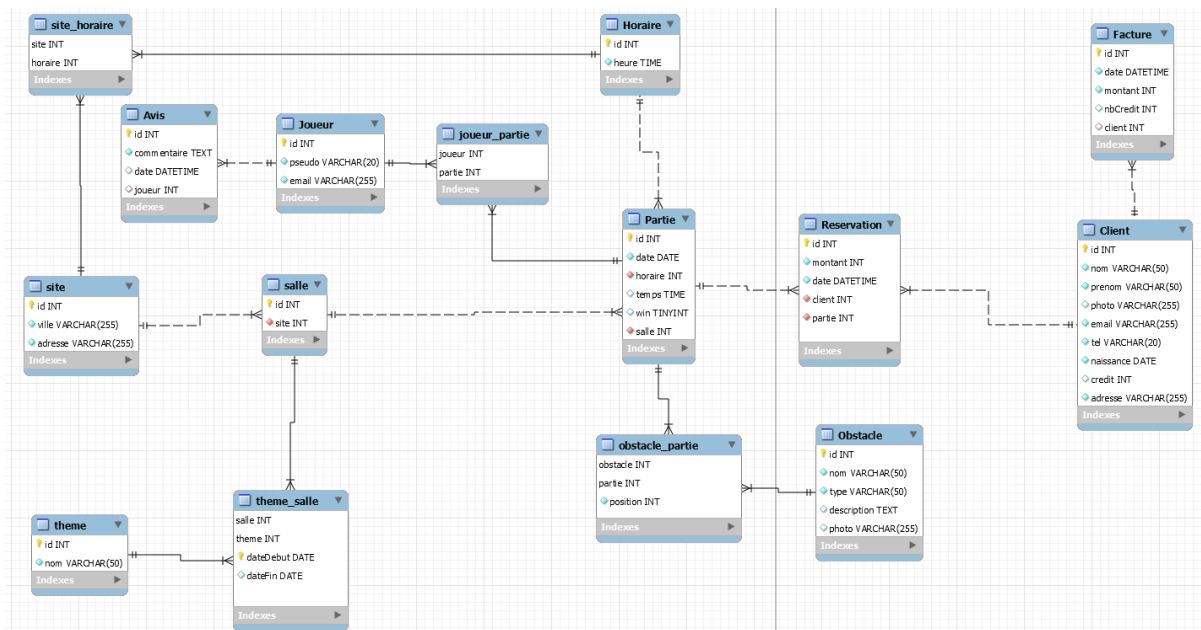 site_horaire
site INT
horaire INT
Indexes
Horaire
id INT
heure TIME
Indexes
Facture
id INT
date DATETIME
montant INT
nbCredit INT
client INT
Indexes
Avis
id INT
commentaire TEXT
date DATETIME
joueur INT
Indexes
Joueur
id INT
pseudo VARCHAR(20)
email VARCHAR(255)
Indexes
joueur_partie
joueur INT
partie INT
Indexes
Partie
id INT
date DATE
horaire INT
temps TIME
win TINYINT
salle INT
Indexes
Reservation
id INT
montant INT
date DATETIME
client INT
partie INT
Indexes
Client
id INT
nom VARCHAR(50)
prenom VARCHAR(50)
photo VARCHAR(255)
email VARCHAR(255)
tel VARCHAR(20)
naissance DATE
credit INT
adresse VARCHAR(255)
Indexes
site
id INT
ville VARCHAR(255)
adresse VARCHAR(255)
Indexes
salle
id INT
site INT
Indexes
obstacle_partie
obstacle INT
partie INT
position INT
Indexes
Obstacle
id INT
nom VARCHAR(50)
type VARCHAR(50)
description TEXT
photo VARCHAR(255)
Indexes
theme
id INT
nom VARCHAR(50)
Indexes
theme_salle
salle INT
theme INT
dateDebut DATE
dateFin DATE
Indexes